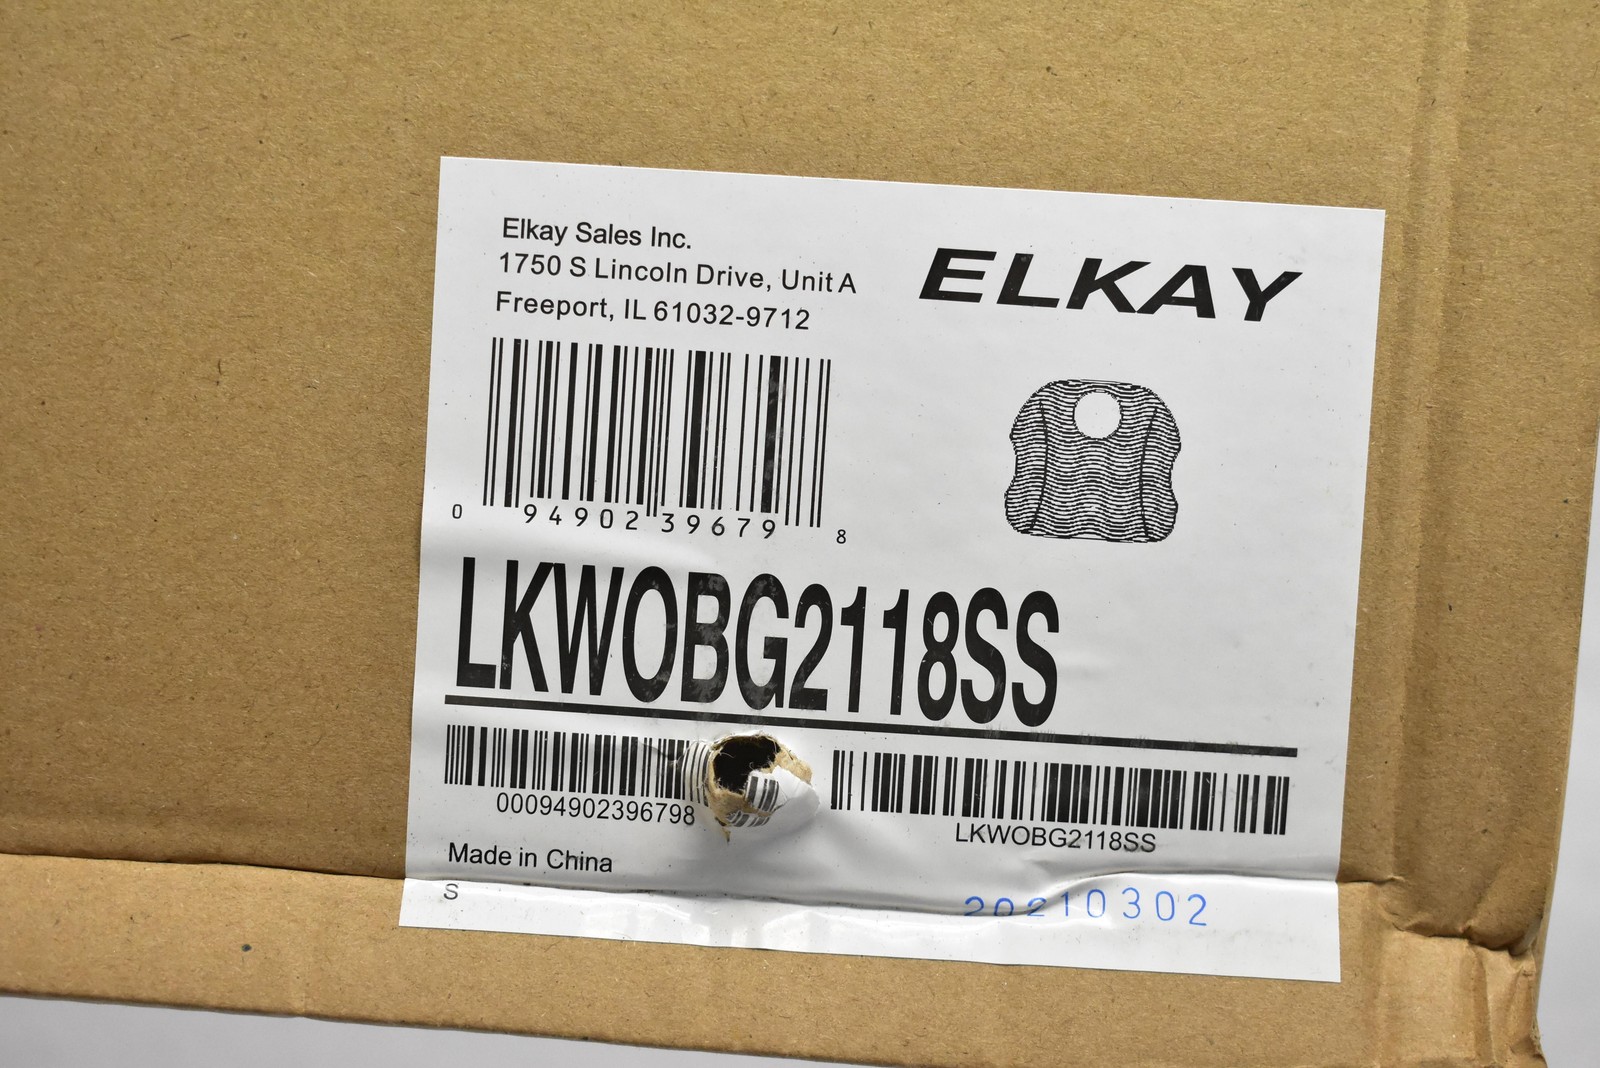 Elkay Sales Inc.
1750 S Lincoln Drive, Unit A
Freeport, IL 61032-9712
ELKAY
0 94902 39679 8
LKWOBG2118SS
00094902396798
LKWOBG2118SS
Made in China
S
20210302